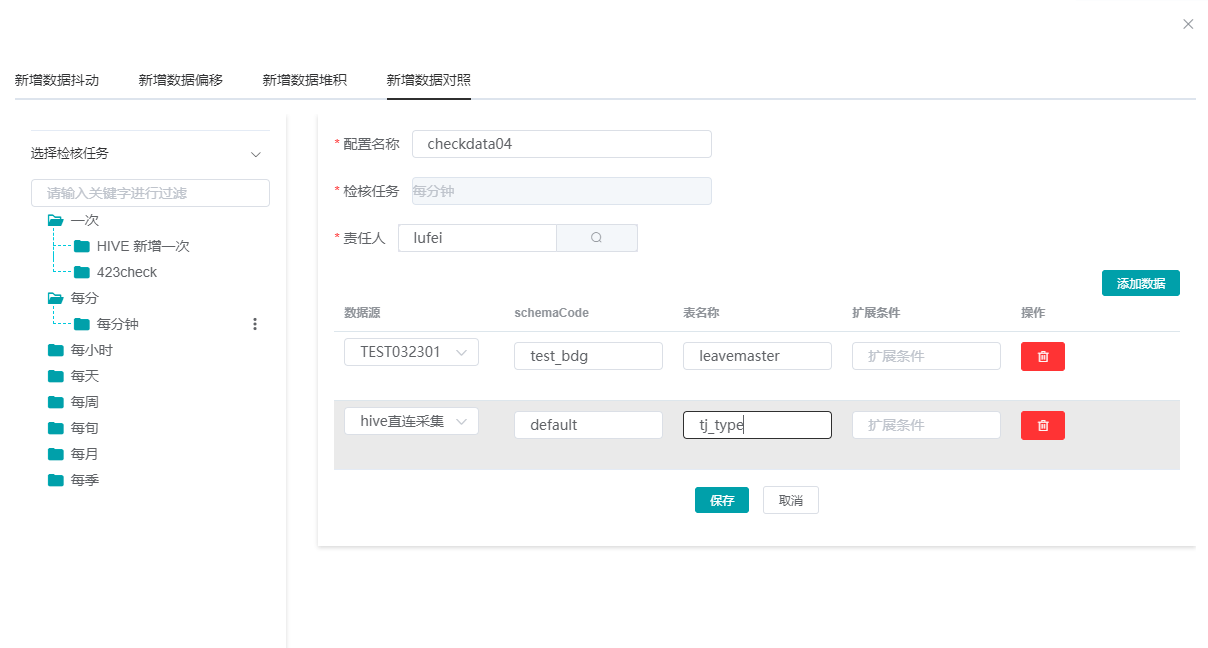 新增数据抖动 新增数据偏移 新增数据堆积 新增数据对照
选择检核任务
请输入关键字进行过滤
一次
HIVE 新增一次
423check
每分
每分钟
每小时
每天
每周
每旬
每月
每季
* 配置名称 checkdata04
* 检核任务 每分钟
* 责任人 lufei
添加数据
数据源 schemaCode 表名称 扩展条件 操作
TEST032301 test_bdg leavemaster 扩展条件
hive直连采集 default tj_type 扩展条件
保存 取消